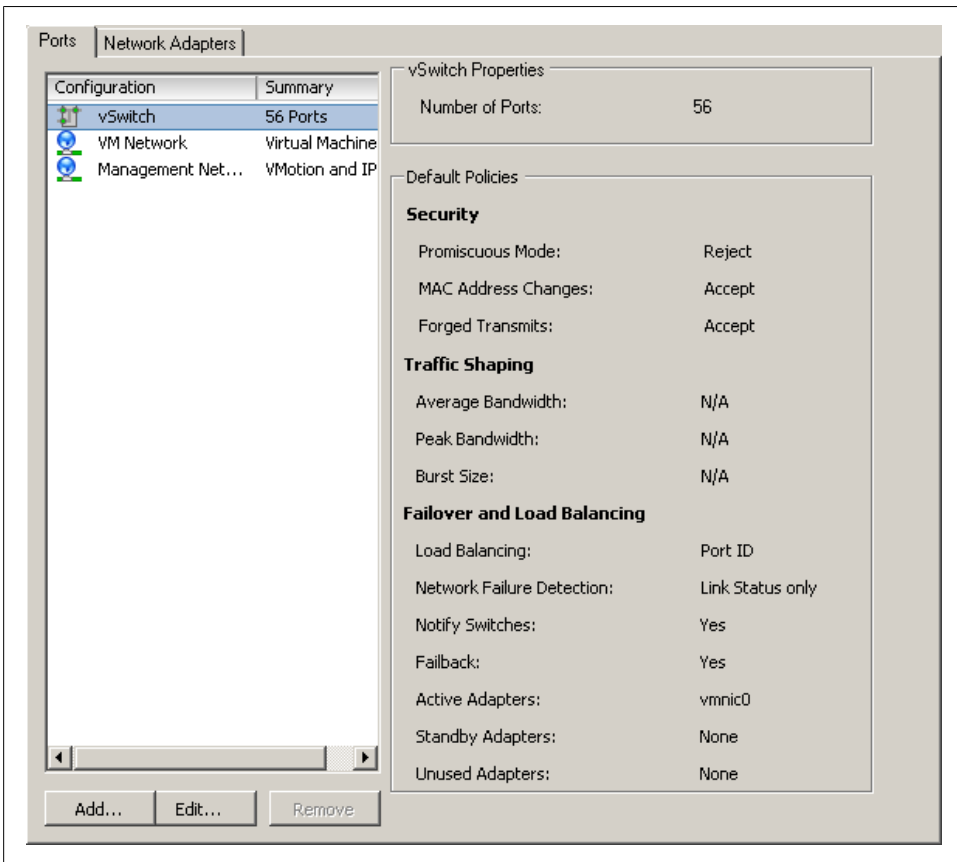 Ports Network Adapters
Configuration Summary
vSwitch 56 Ports
VM Network Virtual Machine
Management Net... VMotion and IP
Add... Edit... Remove
vSwitch Properties
Number of Ports: 56
Default Policies
Security
Promiscuous Mode: Reject
MAC Address Changes: Accept
Forged Transmits: Accept
Traffic Shaping
Average Bandwidth: N/A
Peak Bandwidth: N/A
Burst Size: N/A
Failover and Load Balancing
Load Balancing: Port ID
Network Failure Detection: Link Status only
Notify Switches: Yes
Failback: Yes
Active Adapters: vmnic0
Standby Adapters: None
Unused Adapters: None